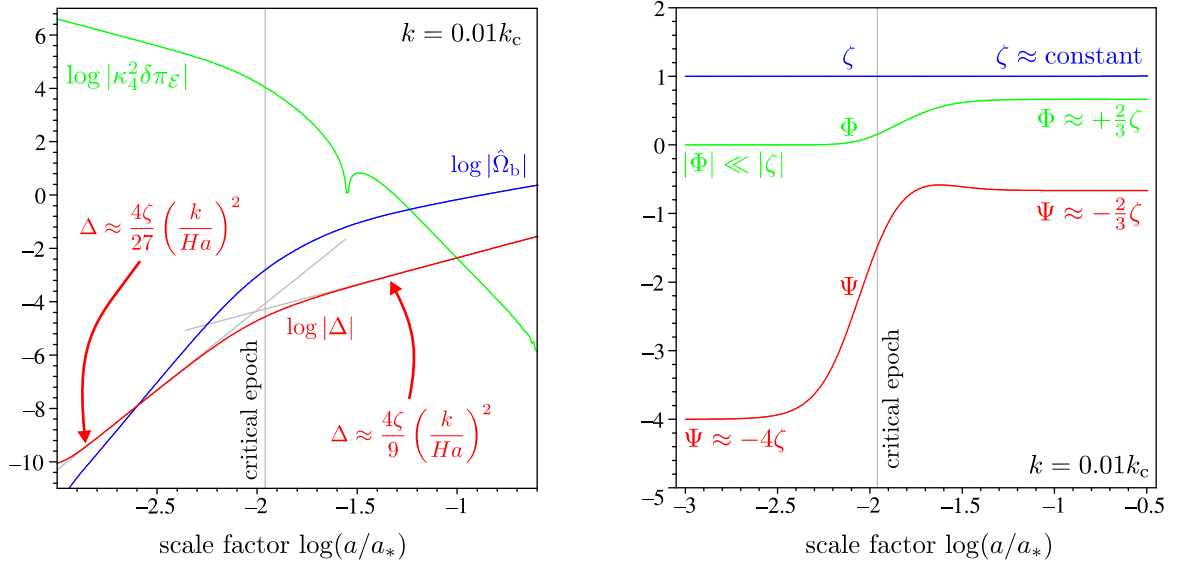 6
4
2
0
−2
−4
−6
−8
−10
k = 0.01k_c
log |κ_4^2 δπ_ℰ|
log |Ω̂_b|
Δ ≈ 4ζ/27 (k/Ha)^2
log |Δ|
critical epoch
Δ ≈ 4ζ/9 (k/Ha)^2
−2.5 −2 −1.5 −1
scale factor log(a/a_*)
2
1
0
−1
−2
−3
−4
−5
ζ
ζ ≈ constant
Φ
Φ ≈ +2/3 ζ
|Φ| ≪ |ζ|
Ψ ≈ −2/3 ζ
Ψ
critical epoch
Ψ ≈ −4ζ
k = 0.01k_c
−3 −2.5 −2 −1.5 −1 −0.5
scale factor log(a/a_*)